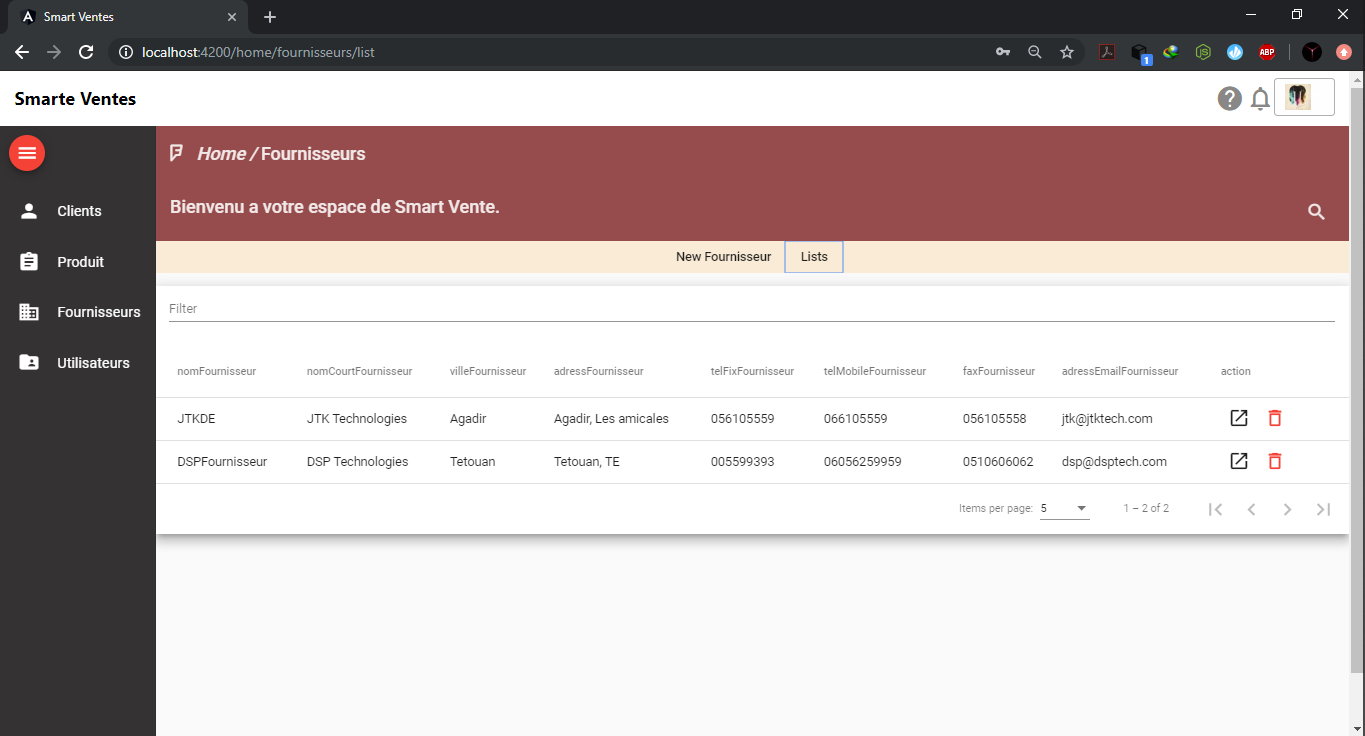 Smart Ventes
localhost:4200/home/fournisseurs/list
1
ABP
Smarte Ventes
Home / Fournisseurs
Bienvenu a votre espace de Smart Vente.
Clients
Produit
Fournisseurs
Utilisateurs
New Fournisseur Lists
Filter
nomFournisseur nomCourtFournisseur villeFournisseur adressFournisseur telFixFournisseur telMobileFournisseur faxFournisseur adressEmailFournisseur action
JTKDE JTK Technologies Agadir Agadir, Les amicales 056105559 066105559 056105558 jtk@jtktech.com
DSPFournisseur DSP Technologies Tetouan Tetouan, TE 005599393 06056259959 0510606062 dsp@dsptech.com
Items per page: 5 1 – 2 of 2